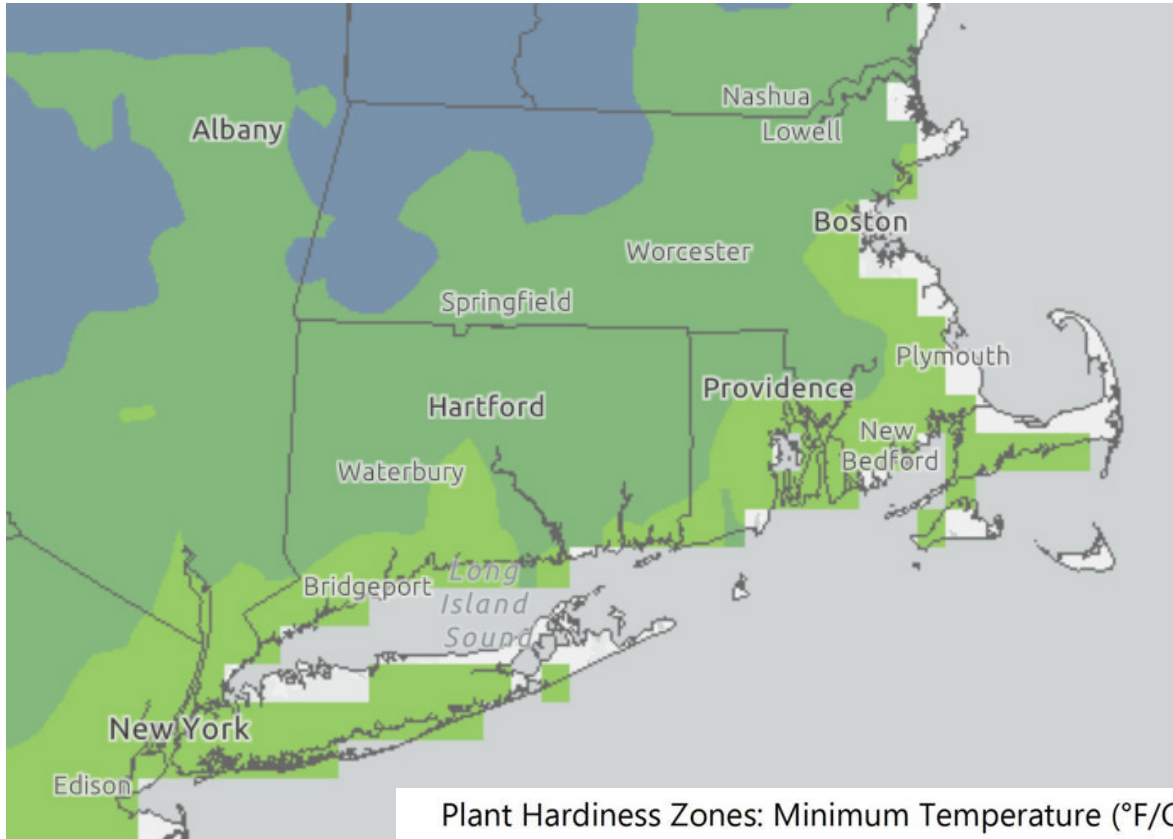 Nashua
Albany
Lowell
Boston
Worcester
Springfield
Plymouth
Providence
Hartford
New
Bedford
Waterbury
Long
Island
Sound
Bridgeport
New York
Edison
Plant Hardiness Zones: Minimum Temperature (°F/